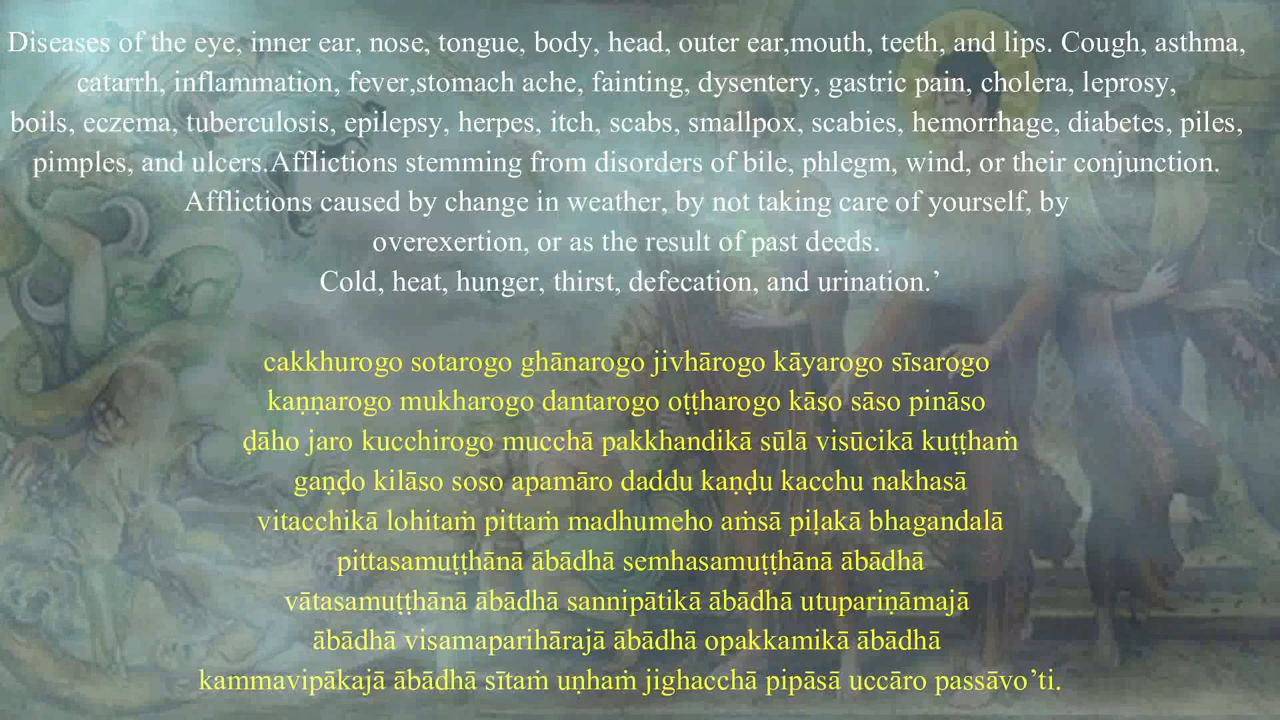 Diseases of the eye, inner ear, nose, tongue, body, head, outer ear,mouth, teeth, and lips. Cough, asthma,
catarrh, inflammation, fever,stomach ache, fainting, dysentery, gastric pain, cholera, leprosy,
boils, eczema, tuberculosis, epilepsy, herpes, itch, scabs, smallpox, scabies, hemorrhage, diabetes, piles,
pimples, and ulcers.Afflictions stemming from disorders of bile, phlegm, wind, or their conjunction.
Afflictions caused by change in weather, by not taking care of yourself, by
overexertion, or as the result of past deeds.
Cold, heat, hunger, thirst, defecation, and urination.’
cakkhurogo sotarogo ghānarogo jivhārogo kāyarogo sīsarogo
kaṇṇarogo mukharogo dantarogo oṭṭharogo kāso sāso pināso
ḍāho jaro kucchirogo mucchā pakkhandikā sūlā visūcikā kuṭṭhaṁ
gaṇḍo kilāso soso apamāro daddu kaṇḍu kacchu nakhasā
vitacchikā lohitaṁ pittaṁ madhumeho aṁsā piḷakā bhagandalā
pittasamuṭṭhānā ābādhā semhasamuṭṭhānā ābādhā
vātasamuṭṭhānā ābādhā sannipātikā ābādhā utupariṇāmajā
ābādhā visamaparihārajā ābādhā opakkamikā ābādhā
kammavipākajā ābādhā sītaṁ uṇhaṁ jighacchā pipāsā uccāro passāvo’ti.